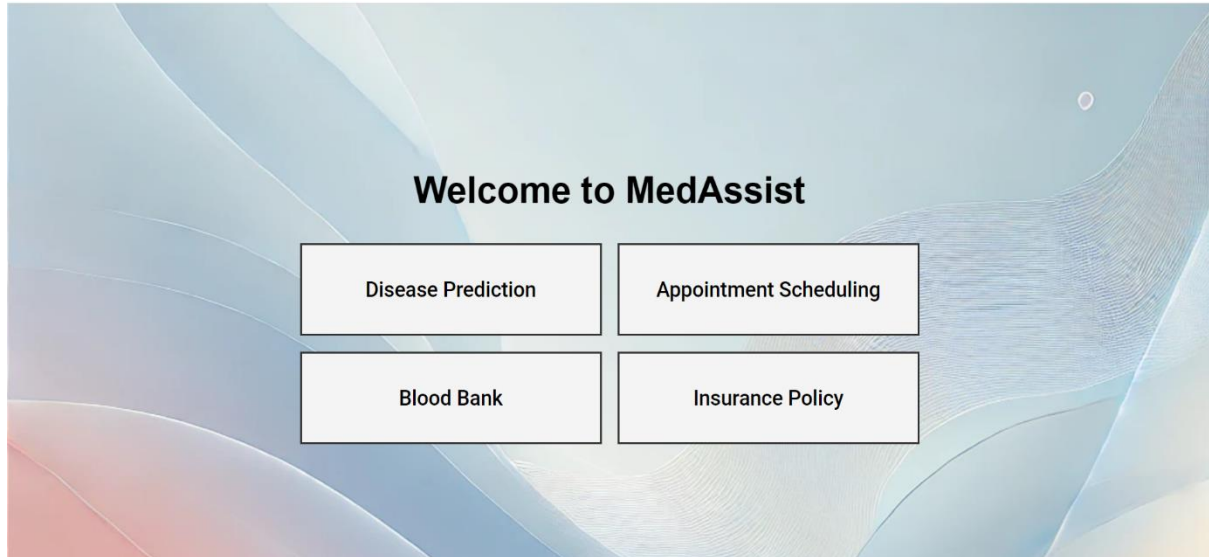 Welcome to MedAssist
Disease Prediction
Appointment Scheduling
Blood Bank
Insurance Policy